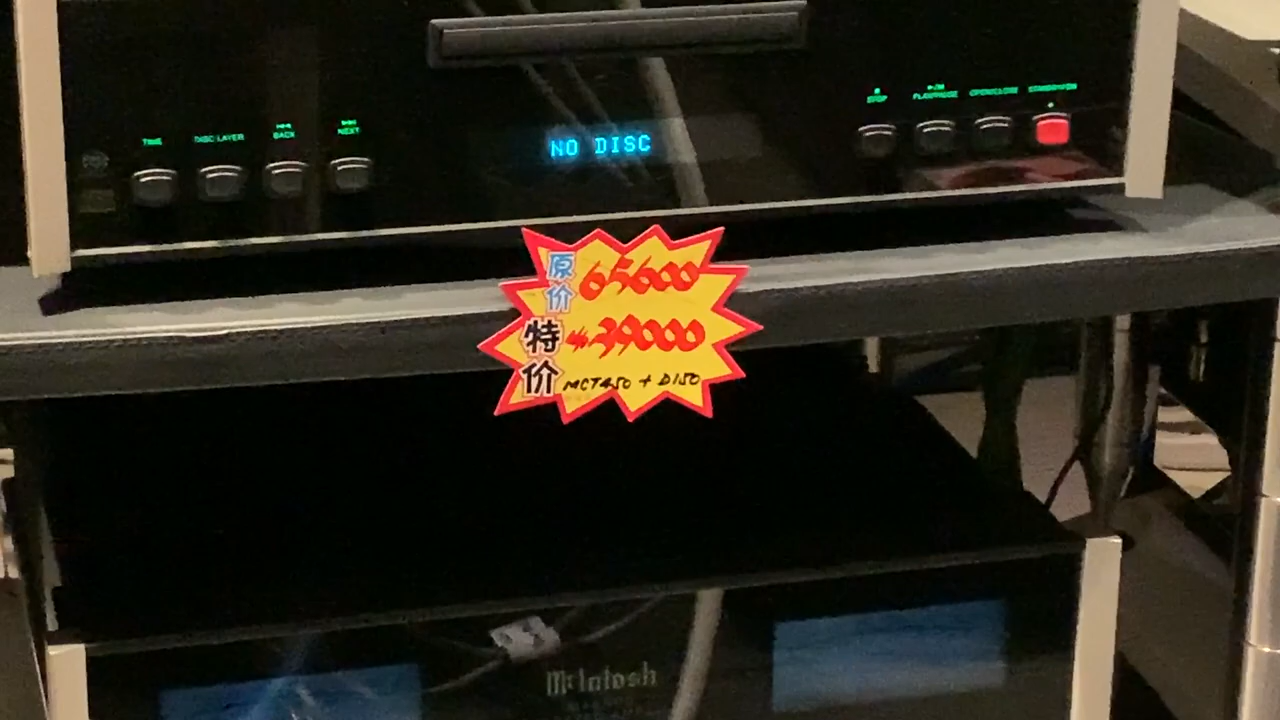 TIME
DISC LAYER
BACK
NEXT
NO DISC
STOP
PLAY/PAUSE
OPEN/CLOSE
STANDBY/ON
原价 65600
特价 ¥39000
MCT450 + D150
McIntosh